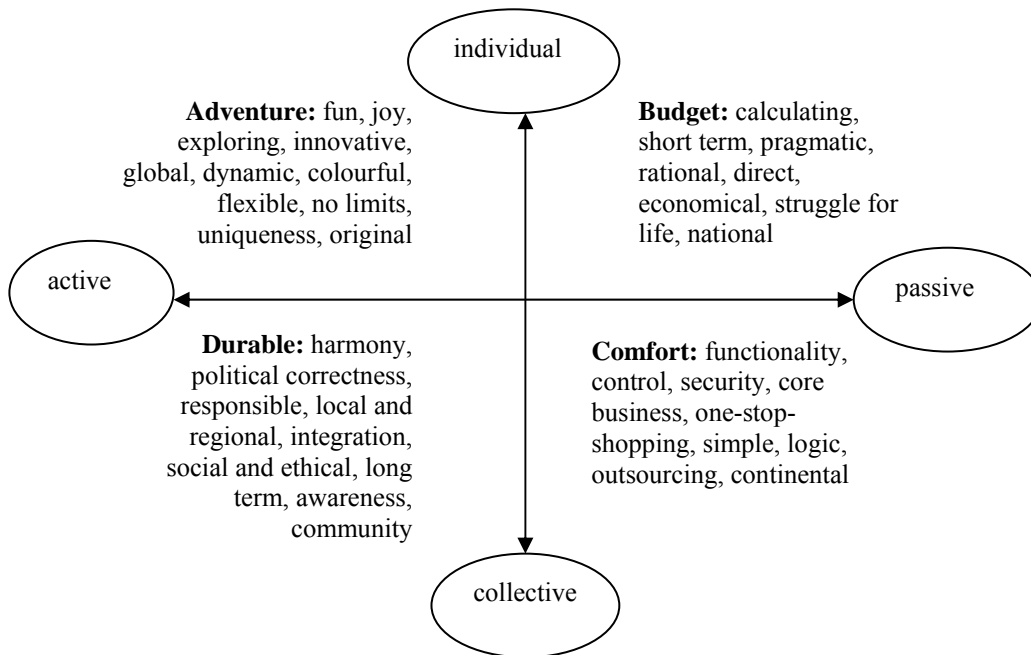 individual
Adventure: fun, joy,
exploring, innovative,
global, dynamic, colourful,
flexible, no limits,
uniqueness, original
Budget: calculating,
short term, pragmatic,
rational, direct,
economical, struggle for
life, national
active
passive
Durable: harmony,
political correctness,
responsible, local and
regional, integration,
social and ethical, long
term, awareness,
community
Comfort: functionality,
control, security, core
business, one-stop-
shopping, simple, logic,
outsourcing, continental
collective